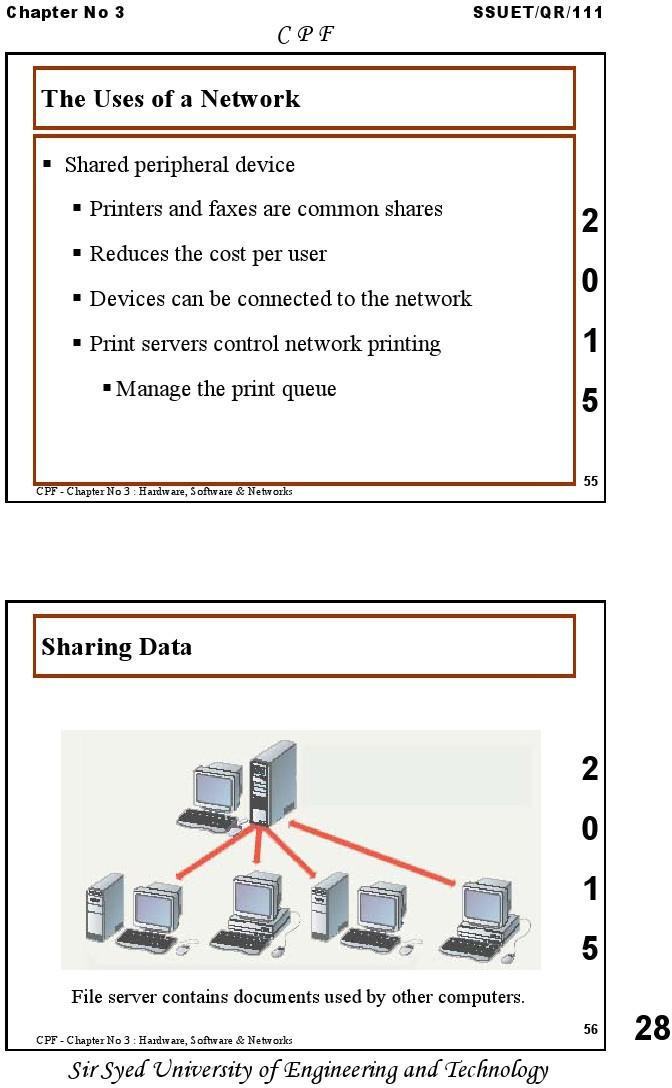 Chapter No 3 SSUET/QR/111
C P F
The Uses of a Network
▪ Shared peripheral device
▪ Printers and faxes are common shares
▪ Reduces the cost per user
▪ Devices can be connected to the network
▪ Print servers control network printing
▪ Manage the print queue
2
0
1
5
55
CPF - Chapter No 3 : Hardware, Software & Networks
Sharing Data
2
0
1
5
File server contains documents used by other computers.
56
28
CPF - Chapter No 3 : Hardware, Software & Networks
Sir Syed University of Engineering and Technology